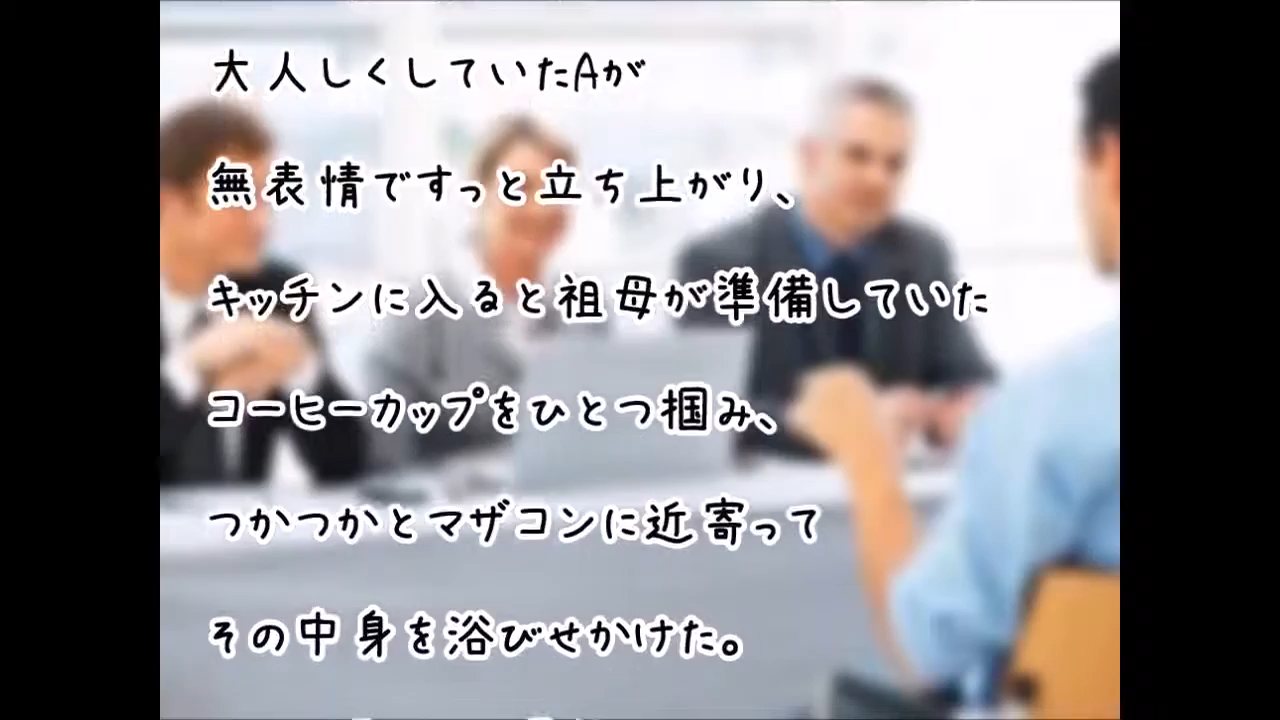 大人しくしていたAが
無表情ですっと立ち上がり、
キッチンに入ると祖母が準備していた
コーヒーカップをひとつ掴み、
つかつかとマザコンに近寄って
その中身を浴びせかけた。